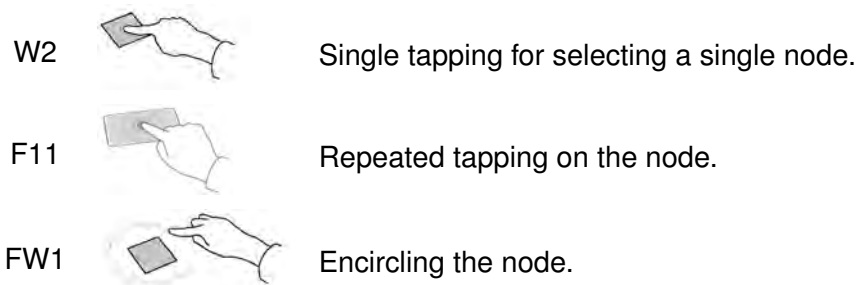 W2 Single tapping for selecting a single node.
F11 Repeated tapping on the node.
FW1 Encircling the node.